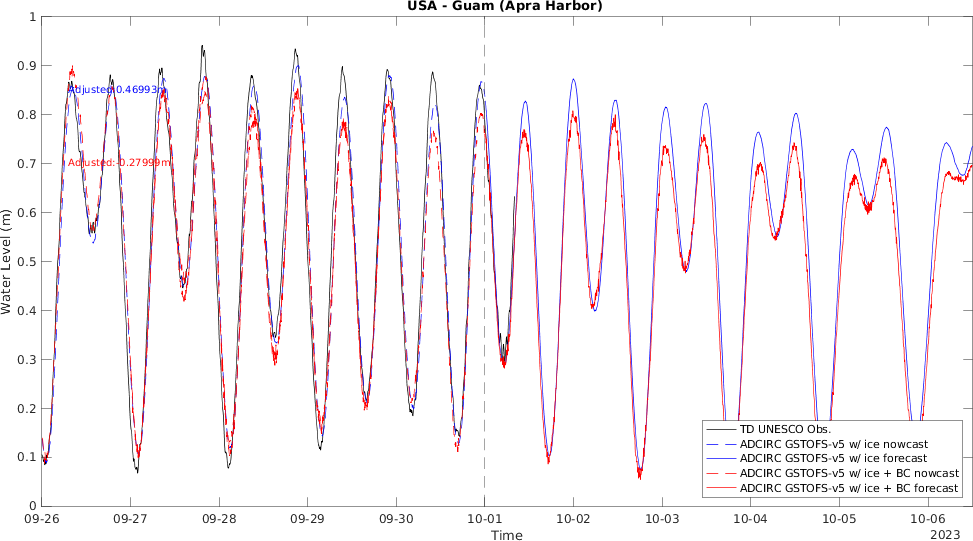 USA - Guam (Apra Harbor)
1
0.9
0.8
0.7
0.6
0.5
0.4
0.3
0.2
0.1
0
Water Level (m)
Adjusted:0.46993m
Adjusted:-0.27999m
TD UNESCO Obs.
ADCIRC GSTOFS-v5 w/ ice nowcast
ADCIRC GSTOFS-v5 w/ ice forecast
ADCIRC GSTOFS-v5 w/ ice + BC nowcast
ADCIRC GSTOFS-v5 w/ ice + BC forecast
09-26 09-27 09-28 09-29 09-30 10-01 10-02 10-03 10-04 10-05 10-06
Time
2023